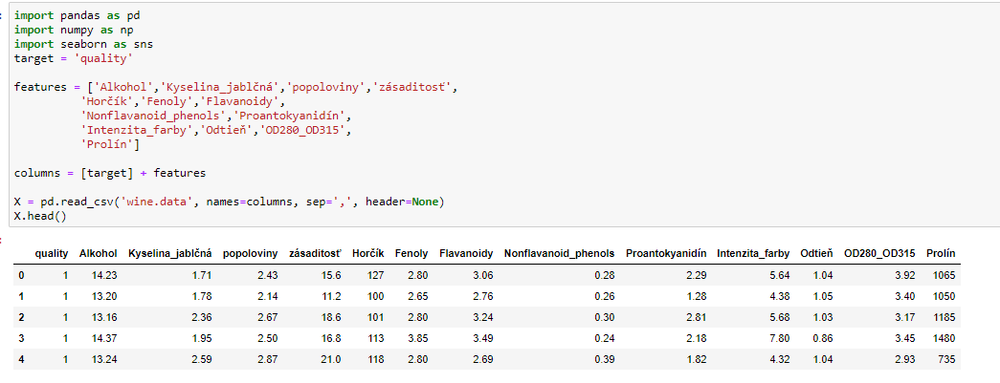 import pandas as pd
import numpy as np
import seaborn as sns
target = 'quality'
features = ['Alkohol','Kyselina_jablčná','popoloviny','zásaditosť',
'Horčík','Fenoly','Flavanoidy',
'Nonflavanoid_phenols','Proantokyanidín',
'Intenzita_farby','Odtieň','OD280_OD315',
'Prolín']
columns = [target] + features
X = pd.read_csv('wine.data', names=columns, sep=',', header=None)
X.head()
quality Alkohol Kyselina_jablčná popoloviny zásaditosť Horčík Fenoly Flavanoidy Nonflavanoid_phenols Proantokyanidín Intenzita_farby Odtieň OD280_OD315 Prolín
0 1 14.23 1.71 2.43 15.6 127 2.80 3.06 0.28 2.29 5.64 1.04 3.92 1065
1 1 13.20 1.78 2.14 11.2 100 2.65 2.76 0.26 1.28 4.38 1.05 3.40 1050
2 1 13.16 2.36 2.67 18.6 101 2.80 3.24 0.30 2.81 5.68 1.03 3.17 1185
3 1 14.37 1.95 2.50 16.8 113 3.85 3.49 0.24 2.18 7.80 0.86 3.45 1480
4 1 13.24 2.59 2.87 21.0 118 2.80 2.69 0.39 1.82 4.32 1.04 2.93 735